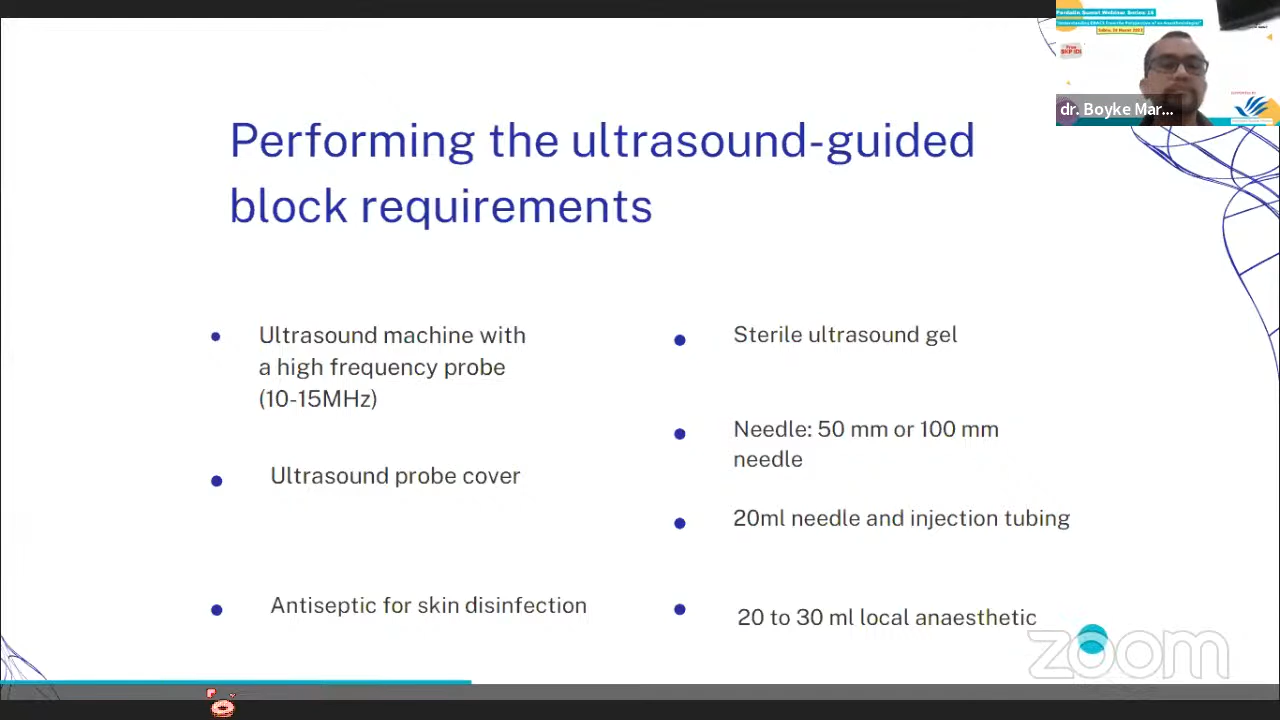 Performing the ultrasound-guided
block requirements
Ultrasound machine with
a high frequency probe
(10-15MHz)
Ultrasound probe cover
Antiseptic for skin disinfection
Sterile ultrasound gel
Needle: 50 mm or 100 mm
needle
20ml needle and injection tubing
20 to 30 ml local anaesthetic
dr. Boyke Mar...
zoom